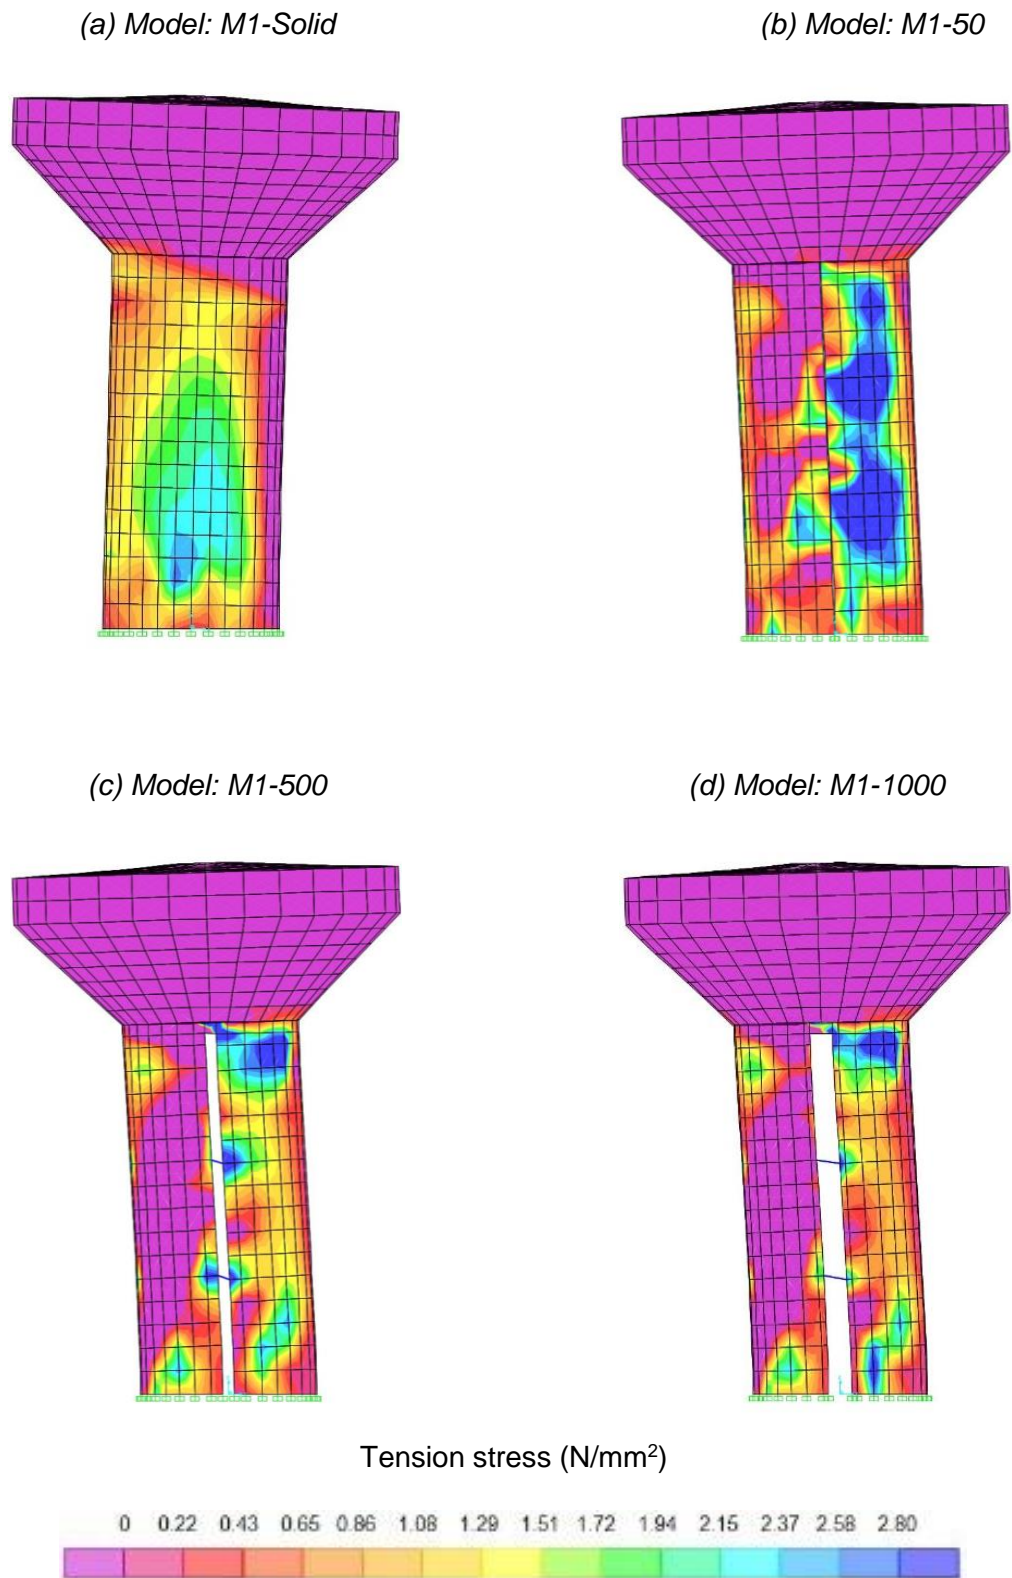 (a) Model: M1-Solid
(b) Model: M1-50
(c) Model: M1-500
(d) Model: M1-1000
Tension stress (N/mm²)
0 0.22 0.43 0.65 0.86 1.08 1.29 1.51 1.72 1.94 2.15 2.37 2.58 2.80